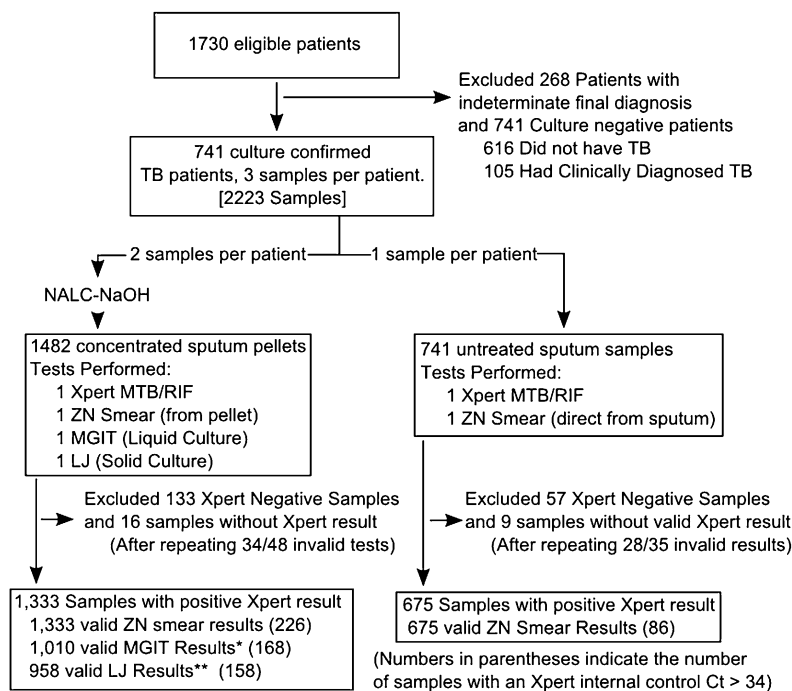 1730 eligible patients
Excluded 268 Patients with
indeterminate final diagnosis
and 741 Culture negative patients
616 Did not have TB
105 Had Clinically Diagnosed TB
741 culture confirmed
TB patients, 3 samples per patient.
[2223 Samples]
2 samples per patient
1 sample per patient
NALC-NaOH
1482 concentrated sputum pellets
Tests Performed:
1 Xpert MTB/RIF
1 ZN Smear (from pellet)
1 MGIT (Liquid Culture)
1 LJ (Solid Culture)
741 untreated sputum samples
Tests Performed:
1 Xpert MTB/RIF
1 ZN Smear (direct from sputum)
Excluded 133 Xpert Negative Samples
and 16 samples without Xpert result
(After repeating 34/48 invalid tests)
Excluded 57 Xpert Negative Samples
and 9 samples without valid Xpert result
(After repeating 28/35 invalid results)
1,333 Samples with positive Xpert result
1,333 valid ZN smear results (226)
1,010 valid MGIT Results* (168)
958 valid LJ Results** (158)
675 Samples with positive Xpert result
675 valid ZN Smear Results (86)
(Numbers in parentheses indicate the number
of samples with an Xpert internal control Ct > 34)